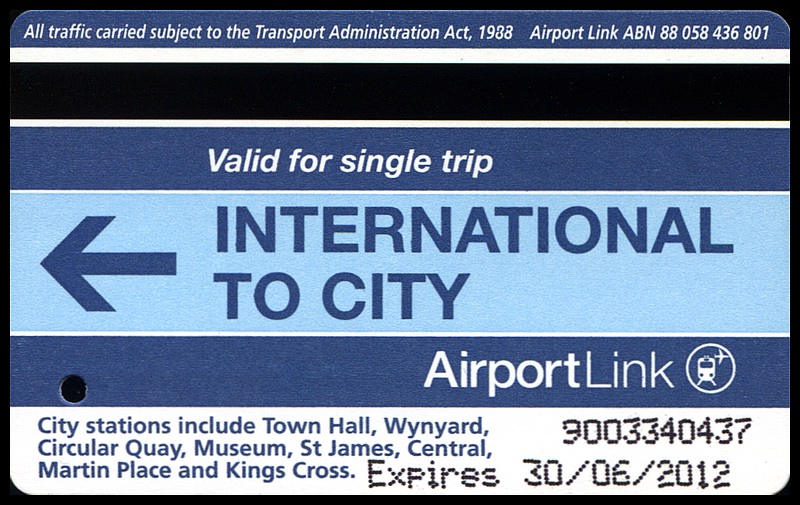 All traffic carried subject to the Transport Administration Act, 1988 Airport Link ABN 88 058 436 801
Valid for single trip
INTERNATIONAL
TO CITY
AirportLink
City stations include Town Hall, Wynyard,
Circular Quay, Museum, St James, Central,
Martin Place and Kings Cross.
9003340437
Expires 30/06/2012